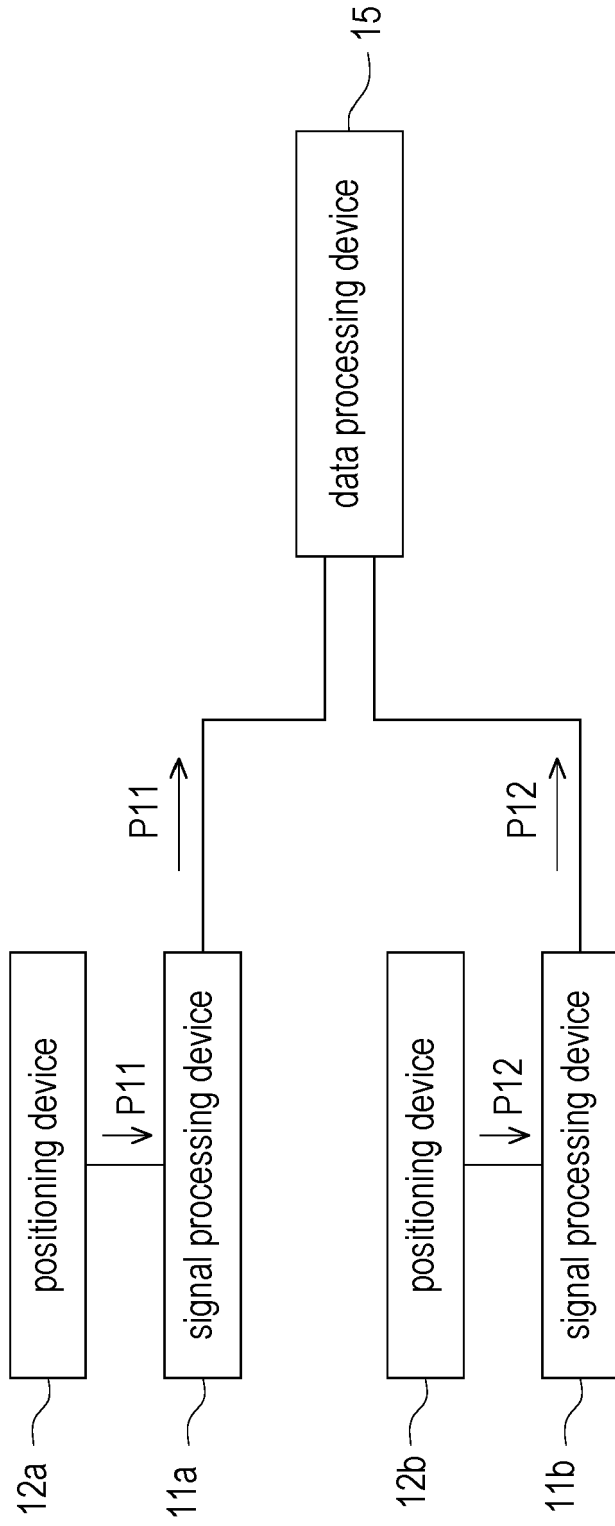 12a
positioning device
P11
11a
signal processing device
P11
12b
positioning device
P12
11b
signal processing device
P12
data processing device
15